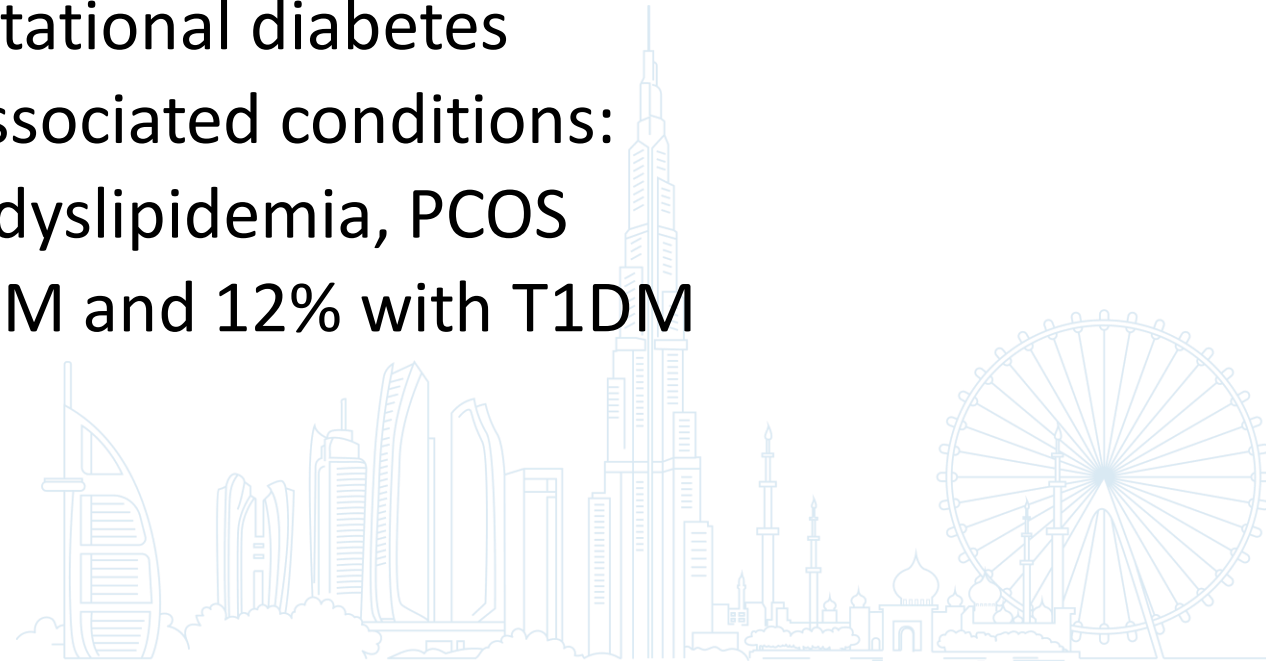 tational diabetes
ssociated conditions:
dyslipidemia, PCOS
M and 12% with T1DM